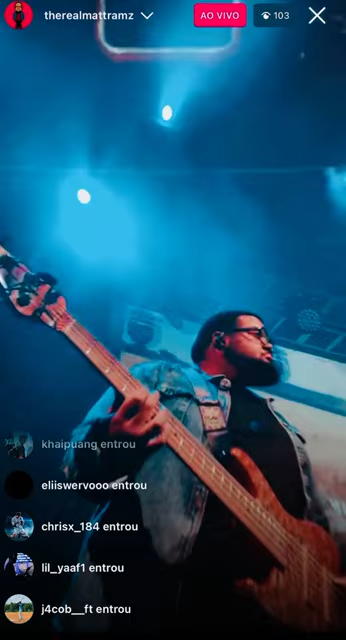 therealmattramz
AO VIVO
103
khaipuang entrou
eliiswervooo entrou
chrisx_184 entrou
lil_yaaf1 entrou
j4cob__ft entrou